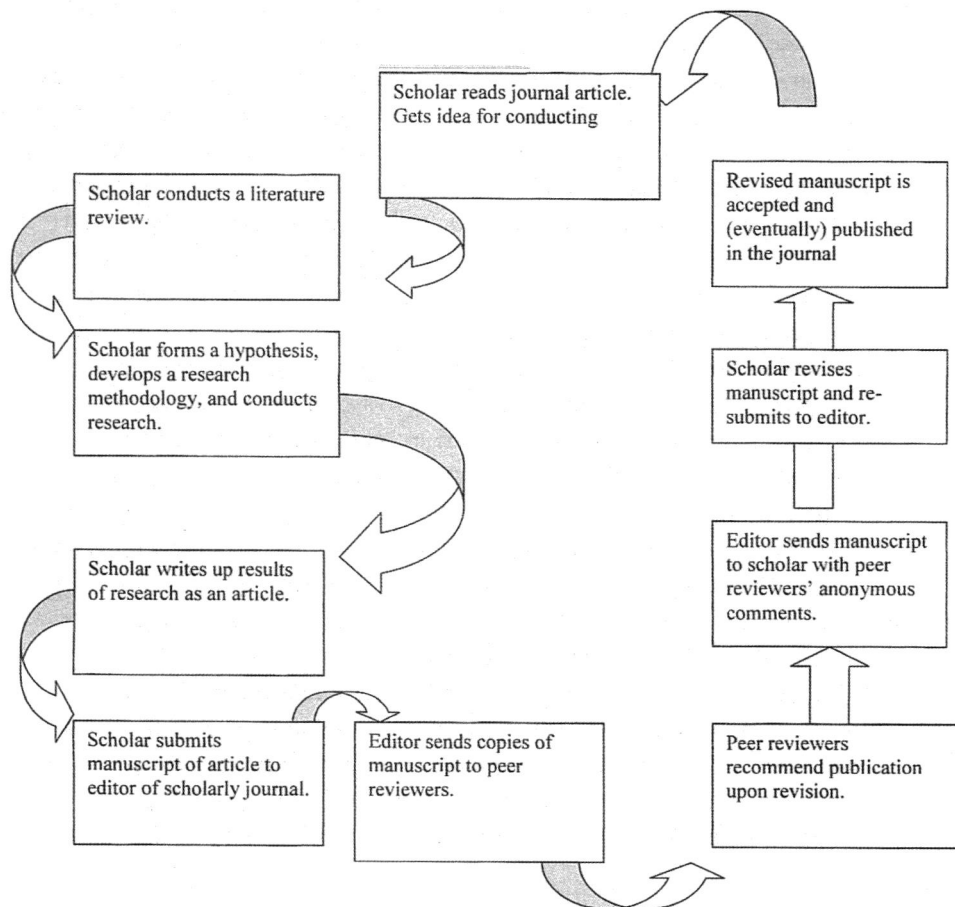 Scholar reads journal article.
Gets idea for conducting
Scholar conducts a literature
review.
Scholar forms a hypothesis,
develops a research
methodology, and conducts
research.
Scholar writes up results
of research as an article.
Scholar submits
manuscript of article to
editor of scholarly journal.
Editor sends copies of
manuscript to peer
reviewers.
Peer reviewers
recommend publication
upon revision.
Editor sends manuscript
to scholar with peer
reviewers’ anonymous
comments.
Scholar revises
manuscript and re-
submits to editor.
Revised manuscript is
accepted and
(eventually) published
in the journal